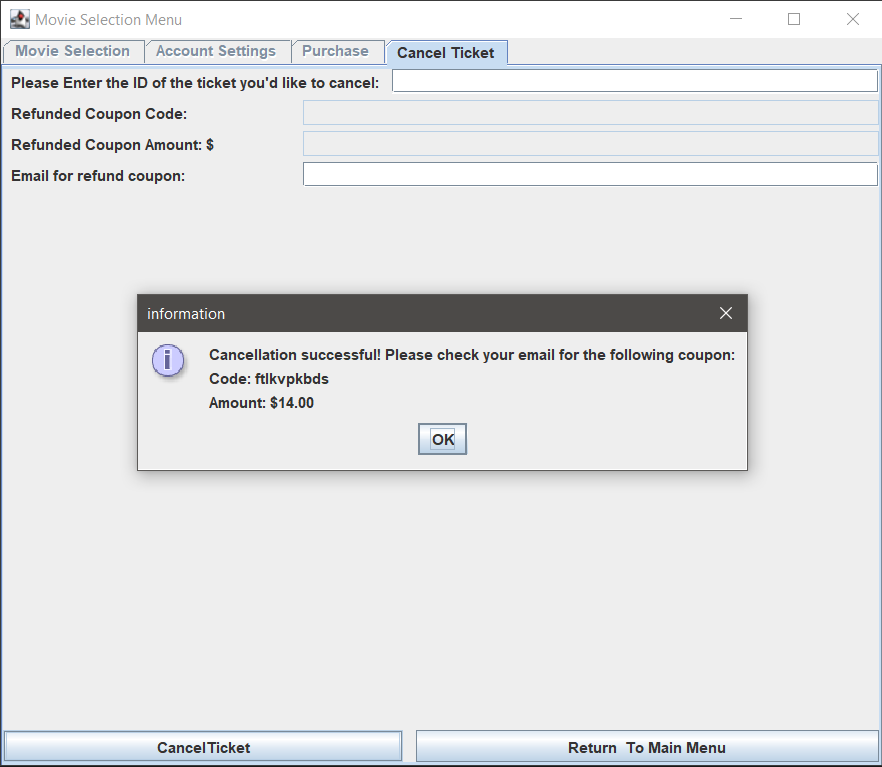 Movie Selection Menu
Movie Selection Account Settings Purchase Cancel Ticket
Please Enter the ID of the ticket you'd like to cancel:
Refunded Coupon Code:
Refunded Coupon Amount: $
Email for refund coupon:
information
Cancellation successful! Please check your email for the following coupon:
Code: ftlkvpkbds
Amount: $14.00
OK
CancelTicket Return  To Main Menu